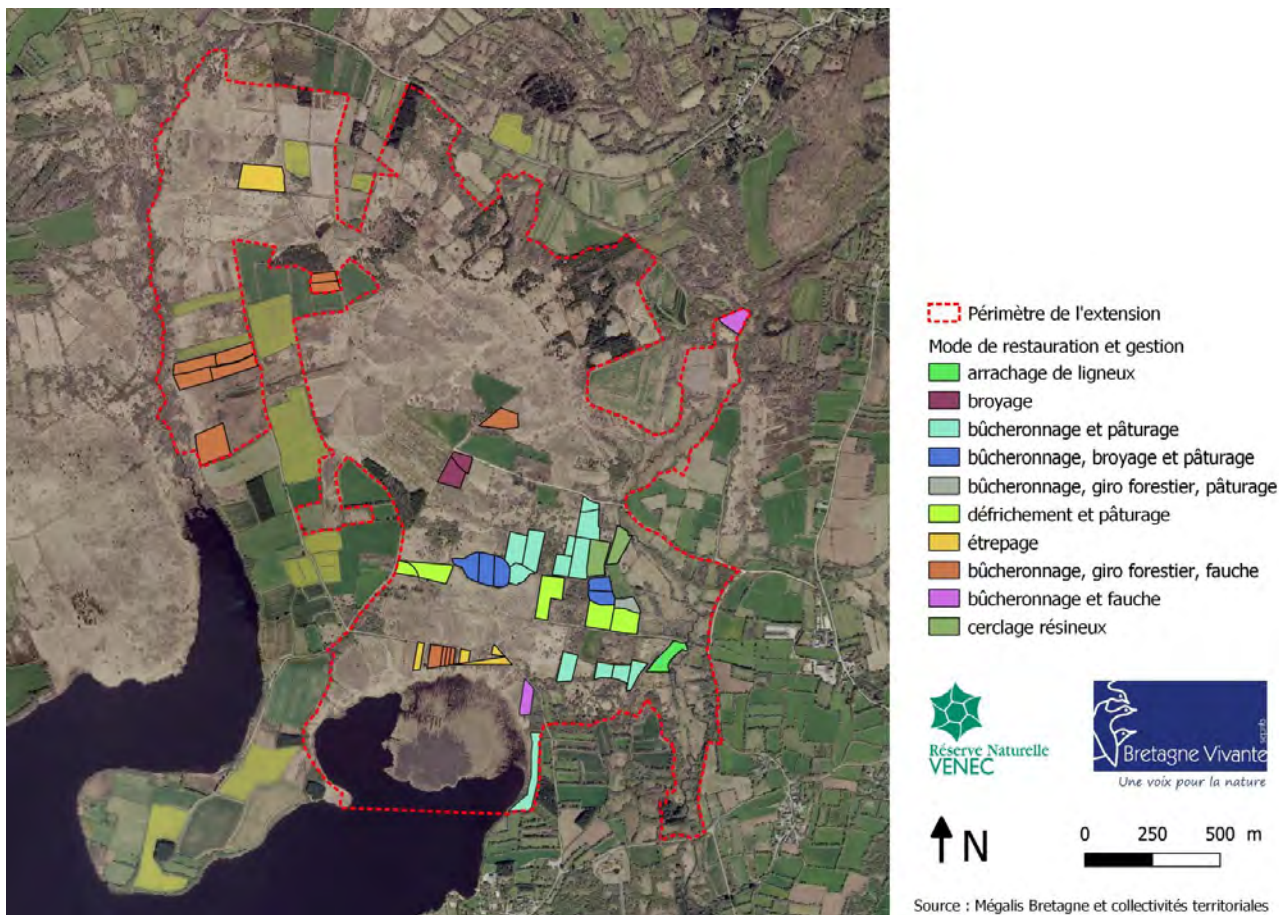 Périmètre de l'extension
Mode de restauration et gestion
arrachage de ligneux
broyage
bûcheronnage et pâturage
bûcheronnage, broyage et pâturage
bûcheronnage, giro forestier, pâturage
défrichement et pâturage
étrepage
bûcheronnage, giro forestier, fauche
bûcheronnage et fauche
cerclage résineux
Réserve Naturelle
VENEC
Bretagne Vivante
sepnb
Une voix pour la nature
N
0 250 500 m
Source : Mégalis Bretagne et collectivités territoriales